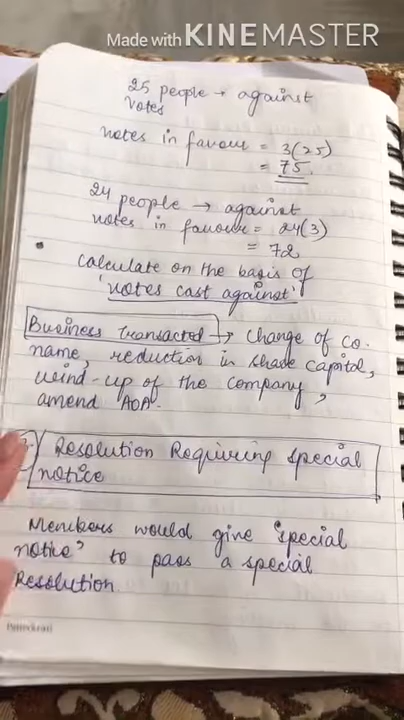 Made with KINEMASTER
25 people → against
votes
votes in favour = 3(25)
= 75.
24 people → against
votes in favour = 24(3)
= 72
Calculate on the basis of
'votes cast against'
Business transacted → Change of co.
name, reduction in share capital,
wind-up of the company,
amend AOA.
Resolution Requiring special
notice
Members would give 'special
notice' to pass a special
Resolution.